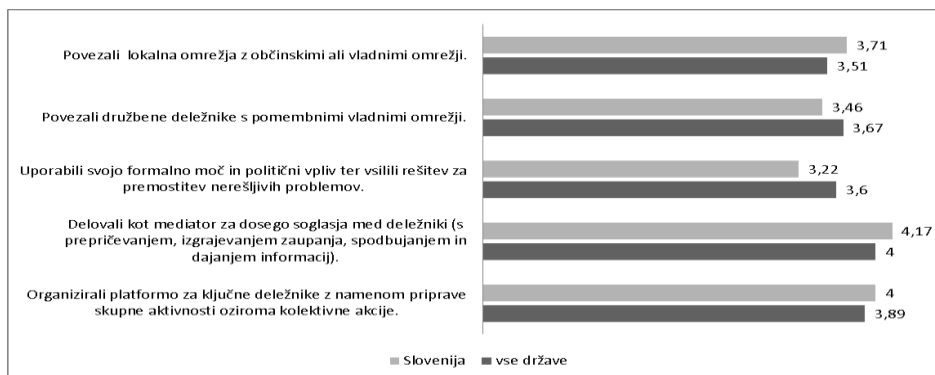 Povezali lokalna omrežja z občinskimi ali vladnimi omrežji.
3,71
3,51
Povezali družbene deležnike s pomembnimi vladnimi omrežji.
3,46
3,67
Uporabili svojo formalno moč in politični vpliv ter vsilili rešitev za
premostitev nerešljivih problemov.
3,22
3,6
Delovali kot mediator za dosego soglasja med deležniki (s
prepričevanjem, izgrajevanjem zaupanja, spodbujanjem in
dajanjem informacij).
4,17
4
Organizirali platformo za ključne deležnike z namenom priprave
skupne aktivnosti oziroma kolektivne akcije.
4
3,89
Slovenija vse države